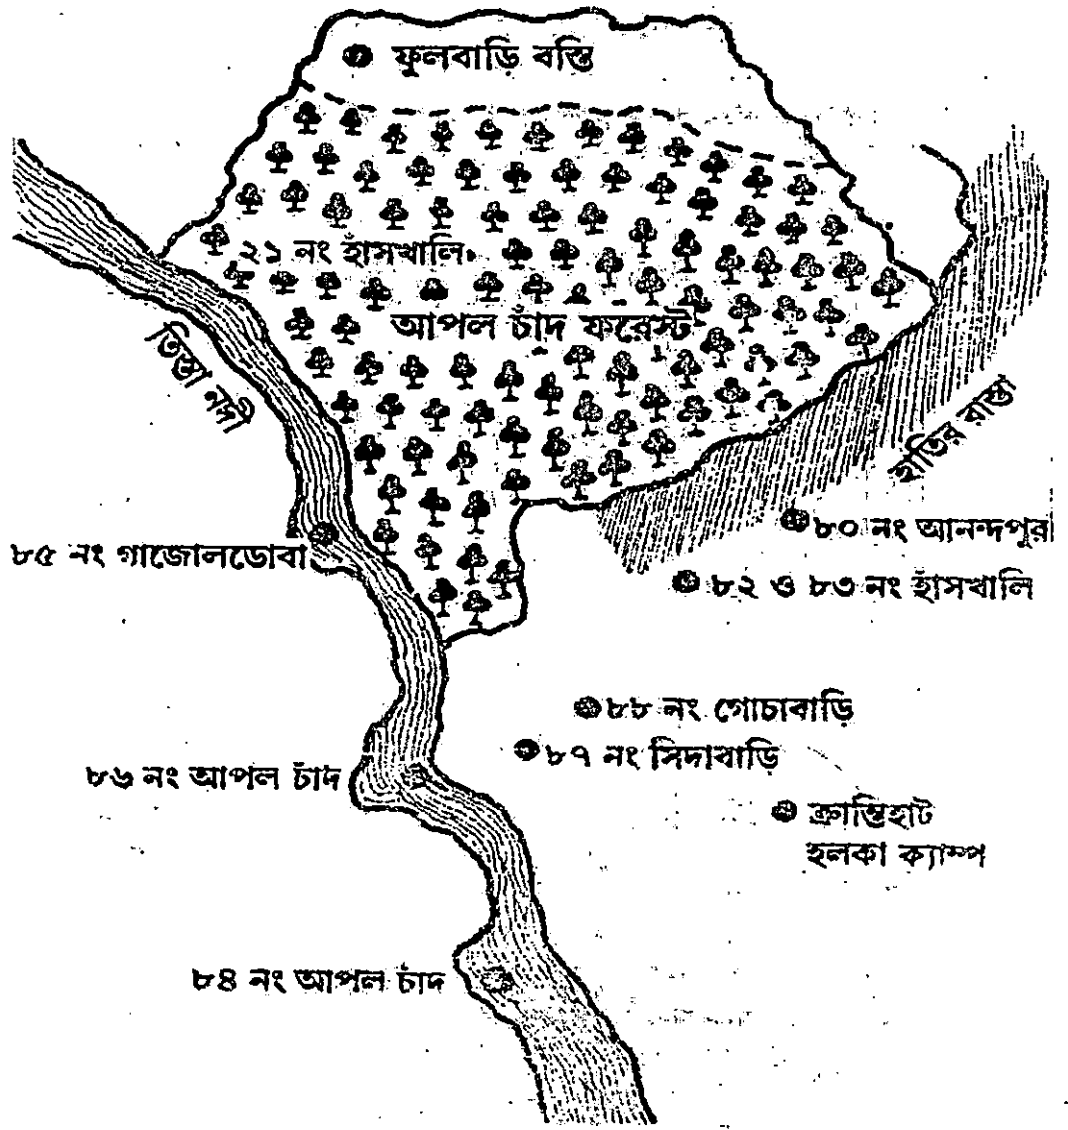 ফুলবাড়ি বস্তি
২১ নং হাঁসখালি
আপল চাঁদ ফরেস্ট
তিস্তা নদী
হাতির রাস্তা
৮০ নং আনন্দপুর
৮৫ নং গাজোলডোবা
৮২ ও ৮৩ নং হাঁসখালি
৮৮ নং গোচাবাড়ি
৮৭ নং সিদাবাড়ি
৮৬ নং আপল চাঁদ
ক্রান্তিহাট
হলকা ক্যাম্প
৮৪ নং আপল চাঁদ